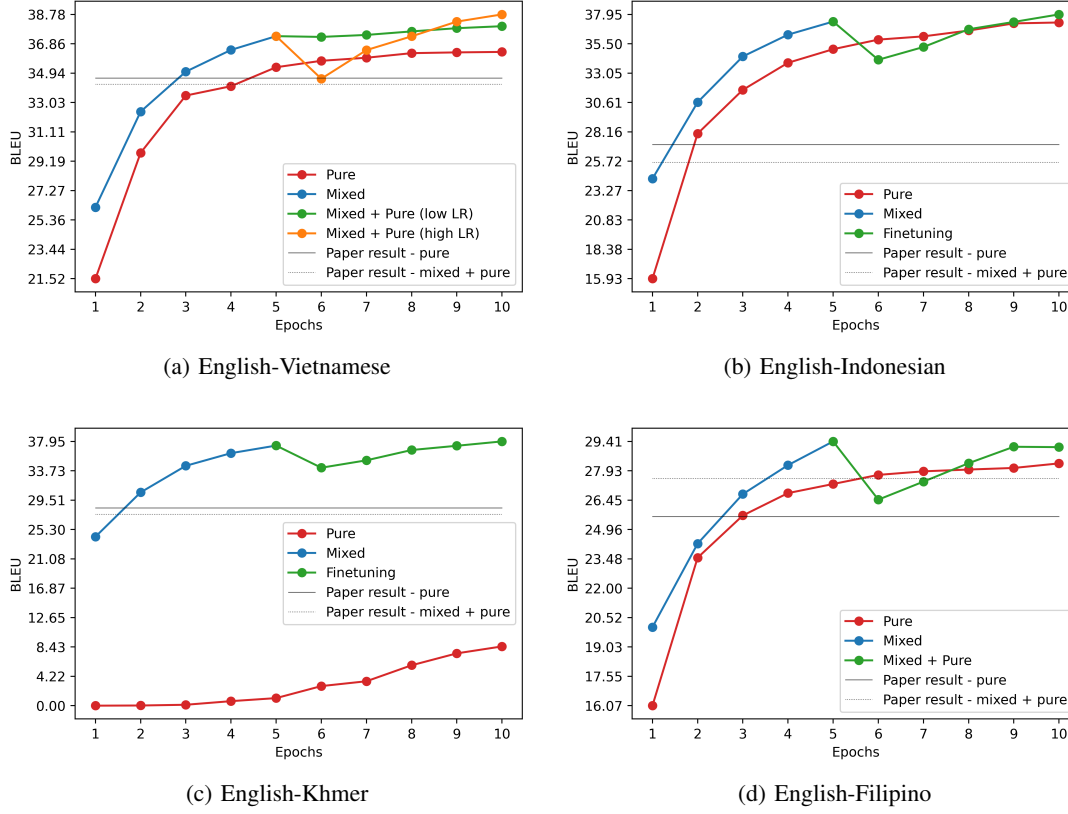 38.78
36.86
34.94
33.03
31.11
29.19
27.27
25.36
23.44
21.52
BLEU
1 2 3 4 5 6 7 8 9 10
Epochs
Pure
Mixed
Mixed + Pure (low LR)
Mixed + Pure (high LR)
Paper result - pure
Paper result - mixed + pure
(a) English-Vietnamese
37.95
35.50
33.05
30.61
28.16
25.72
23.27
20.83
18.38
15.93
BLEU
1 2 3 4 5 6 7 8 9 10
Epochs
Pure
Mixed
Finetuning
Paper result - pure
Paper result - mixed + pure
(b) English-Indonesian
37.95
33.73
29.51
25.30
21.08
16.87
12.65
8.43
4.22
0.00
BLEU
1 2 3 4 5 6 7 8 9 10
Epochs
Pure
Mixed
Finetuning
Paper result - pure
Paper result - mixed + pure
(c) English-Khmer
29.41
27.93
26.45
24.96
23.48
22.00
20.52
19.03
17.55
16.07
BLEU
1 2 3 4 5 6 7 8 9 10
Epochs
Pure
Mixed
Mixed + Pure
Paper result - pure
Paper result - mixed + pure
(d) English-Filipino